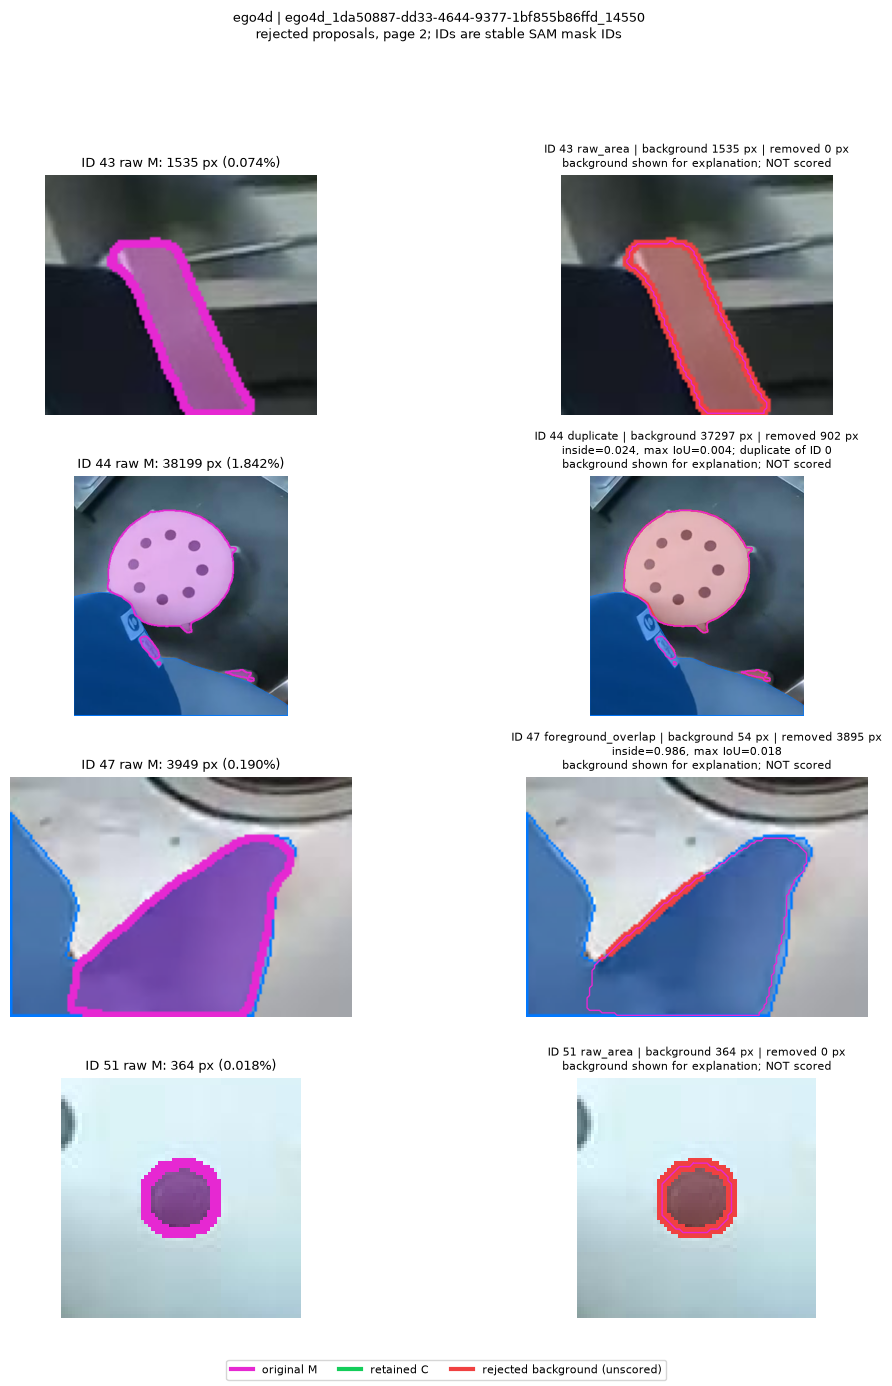 ego4d | ego4d_1da50887-dd33-4644-9377-1bf855b86ffd_14550
rejected proposals, page 2; IDs are stable SAM mask IDs
ID 43 raw M: 1535 px (0.074%)
ID 43 raw_area | background 1535 px | removed 0 px
background shown for explanation; NOT scored
ID 44 raw M: 38199 px (1.842%)
ID 44 duplicate | background 37297 px | removed 902 px
inside=0.024, max IoU=0.004; duplicate of ID 0
background shown for explanation; NOT scored
ID 47 raw M: 3949 px (0.190%)
ID 47 foreground_overlap | background 54 px | removed 3895 px
inside=0.986, max IoU=0.018
background shown for explanation; NOT scored
ID 51 raw M: 364 px (0.018%)
ID 51 raw_area | background 364 px | removed 0 px
background shown for explanation; NOT scored
original M
retained C
rejected background (unscored)